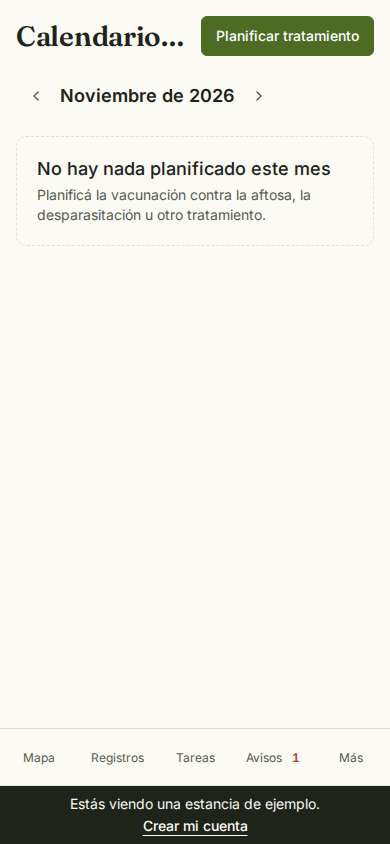 Calendario...
Planificar tratamiento
Noviembre de 2026
No hay nada planificado este mes
Planificá la vacunación contra la aftosa, la
desparasitación u otro tratamiento.
Mapa
Registros
Tareas
Avisos 1
Más
Estás viendo una estancia de ejemplo.
Crear mi cuenta